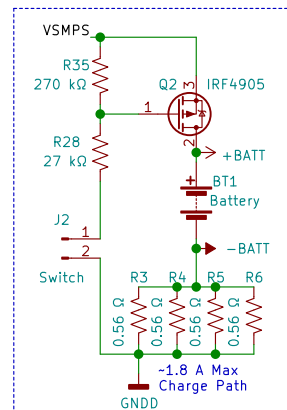 VSMPS
R35
270 kΩ
Q2
IRF4905
3
1
2
R28
27 kΩ
+BATT
+
BT1
Battery
J2
1
2
Switch
-BATT
R3
R4
R5
R6
0.56 Ω
0.56 Ω
0.56 Ω
0.56 Ω
~1.8 A Max
Charge Path
GNDD